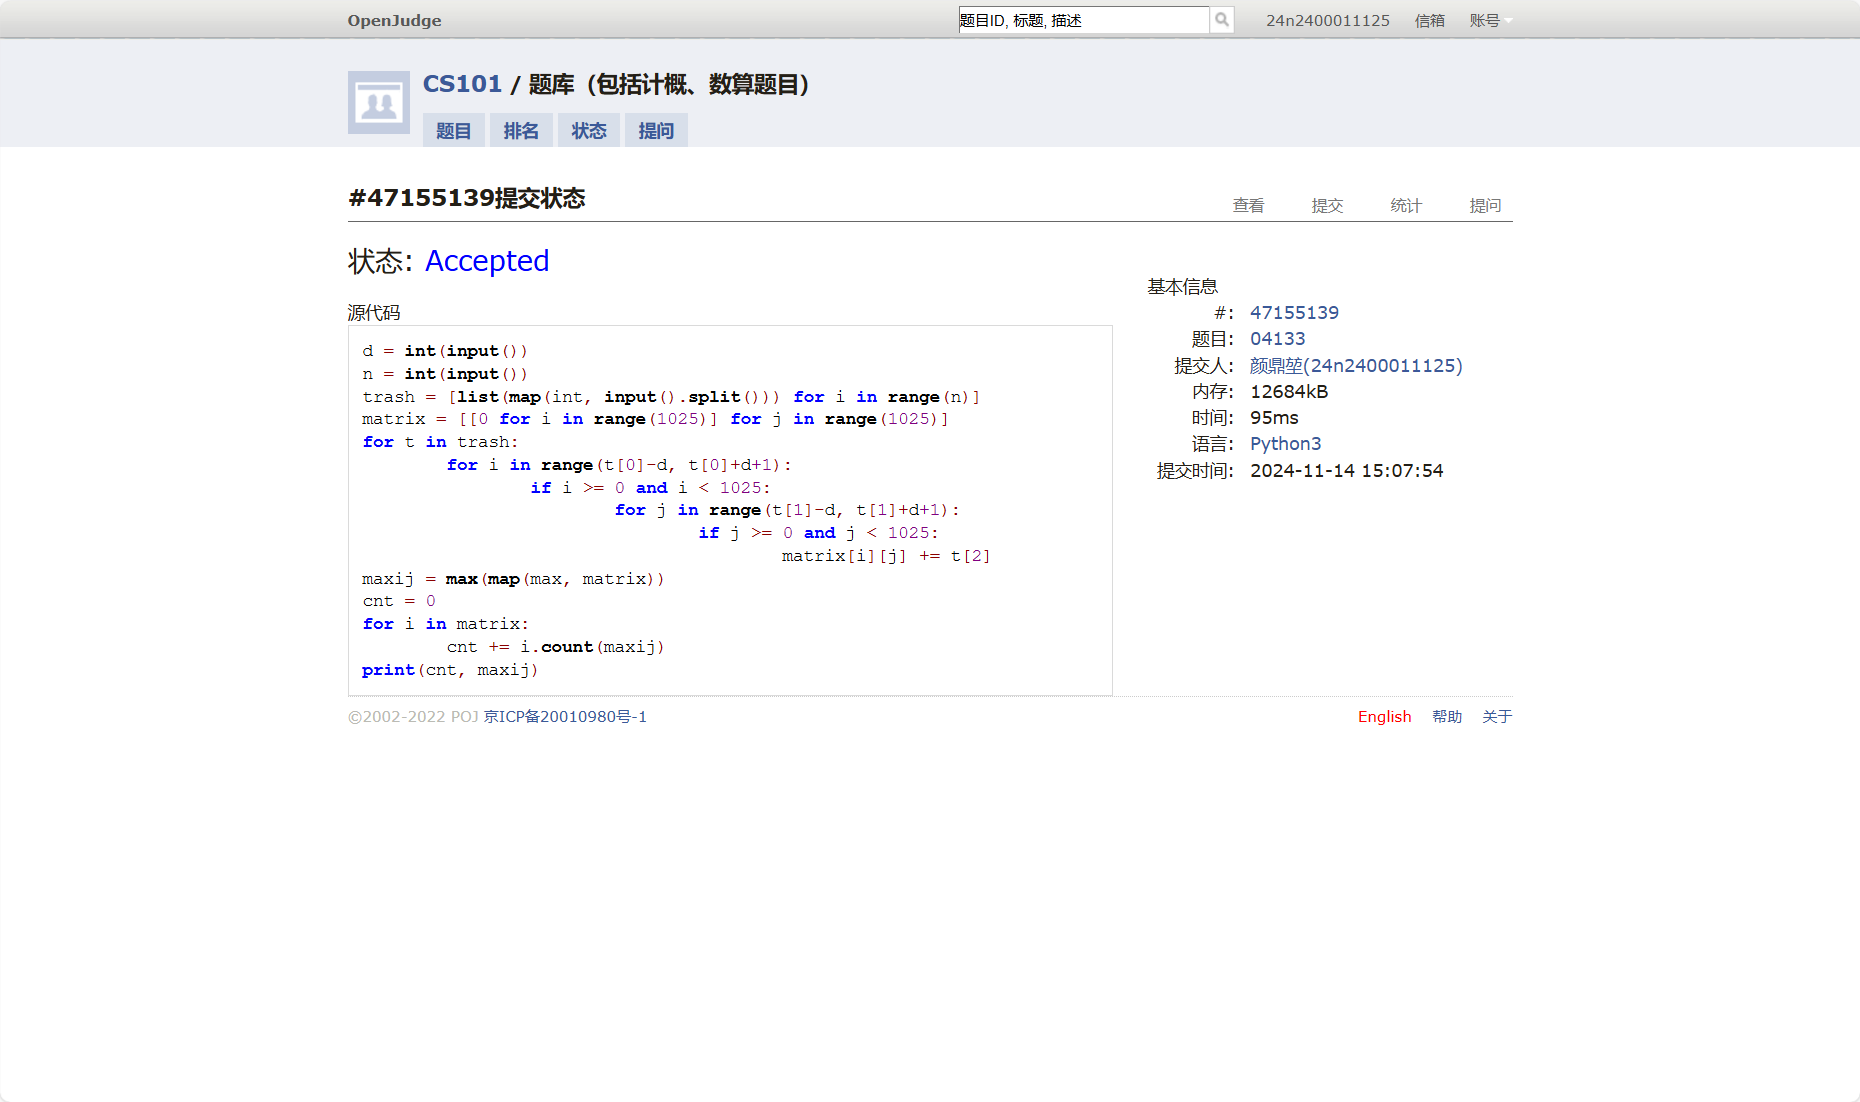 OpenJudge
题目ID, 标题, 描述
24n2400011125 信箱 账号
CS101 / 题库（包括计概、数算题目）
题目 排名 状态 提问
#47155139提交状态
查看 提交 统计 提问
状态: Accepted
源代码
d = int(input())
n = int(input())
trash = [list(map(int, input().split())) for i in range(n)]
matrix = [[0 for i in range(1025)] for j in range(1025)]
for t in trash:
        for i in range(t[0]-d, t[0]+d+1):
                if i >= 0 and i < 1025:
                        for j in range(t[1]-d, t[1]+d+1):
                                if j >= 0 and j < 1025:
                                        matrix[i][j] += t[2]
maxij = max(map(max, matrix))
cnt = 0
for i in matrix:
        cnt += i.count(maxij)
print(cnt, maxij)
基本信息
#: 47155139
题目: 04133
提交人: 颜鼎堃(24n2400011125)
内存: 12684kB
时间: 95ms
语言: Python3
提交时间: 2024-11-14 15:07:54
©2002-2022 POJ 京ICP备20010980号-1
English 帮助 关于